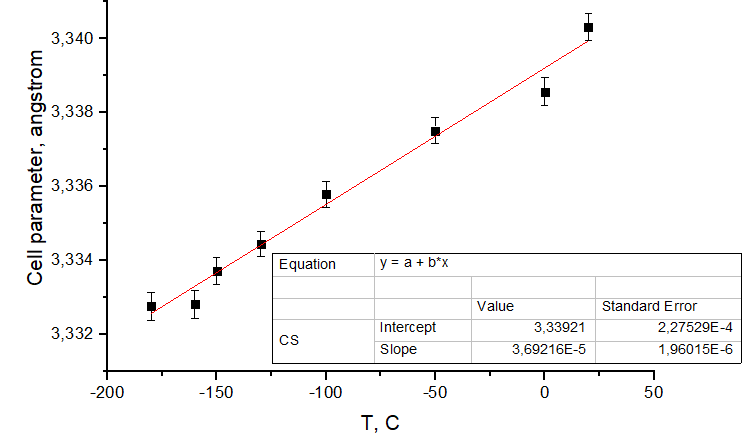 3,340
3,338
3,336
3,334
3,332
Cell parameter, angstrom
Equation y = a + b*x
Value Standard Error
CS
Intercept 3,33921 2,27529E-4
Slope 3,69216E-5 1,96015E-6
-200 -150 -100 -50 0 50
T, C